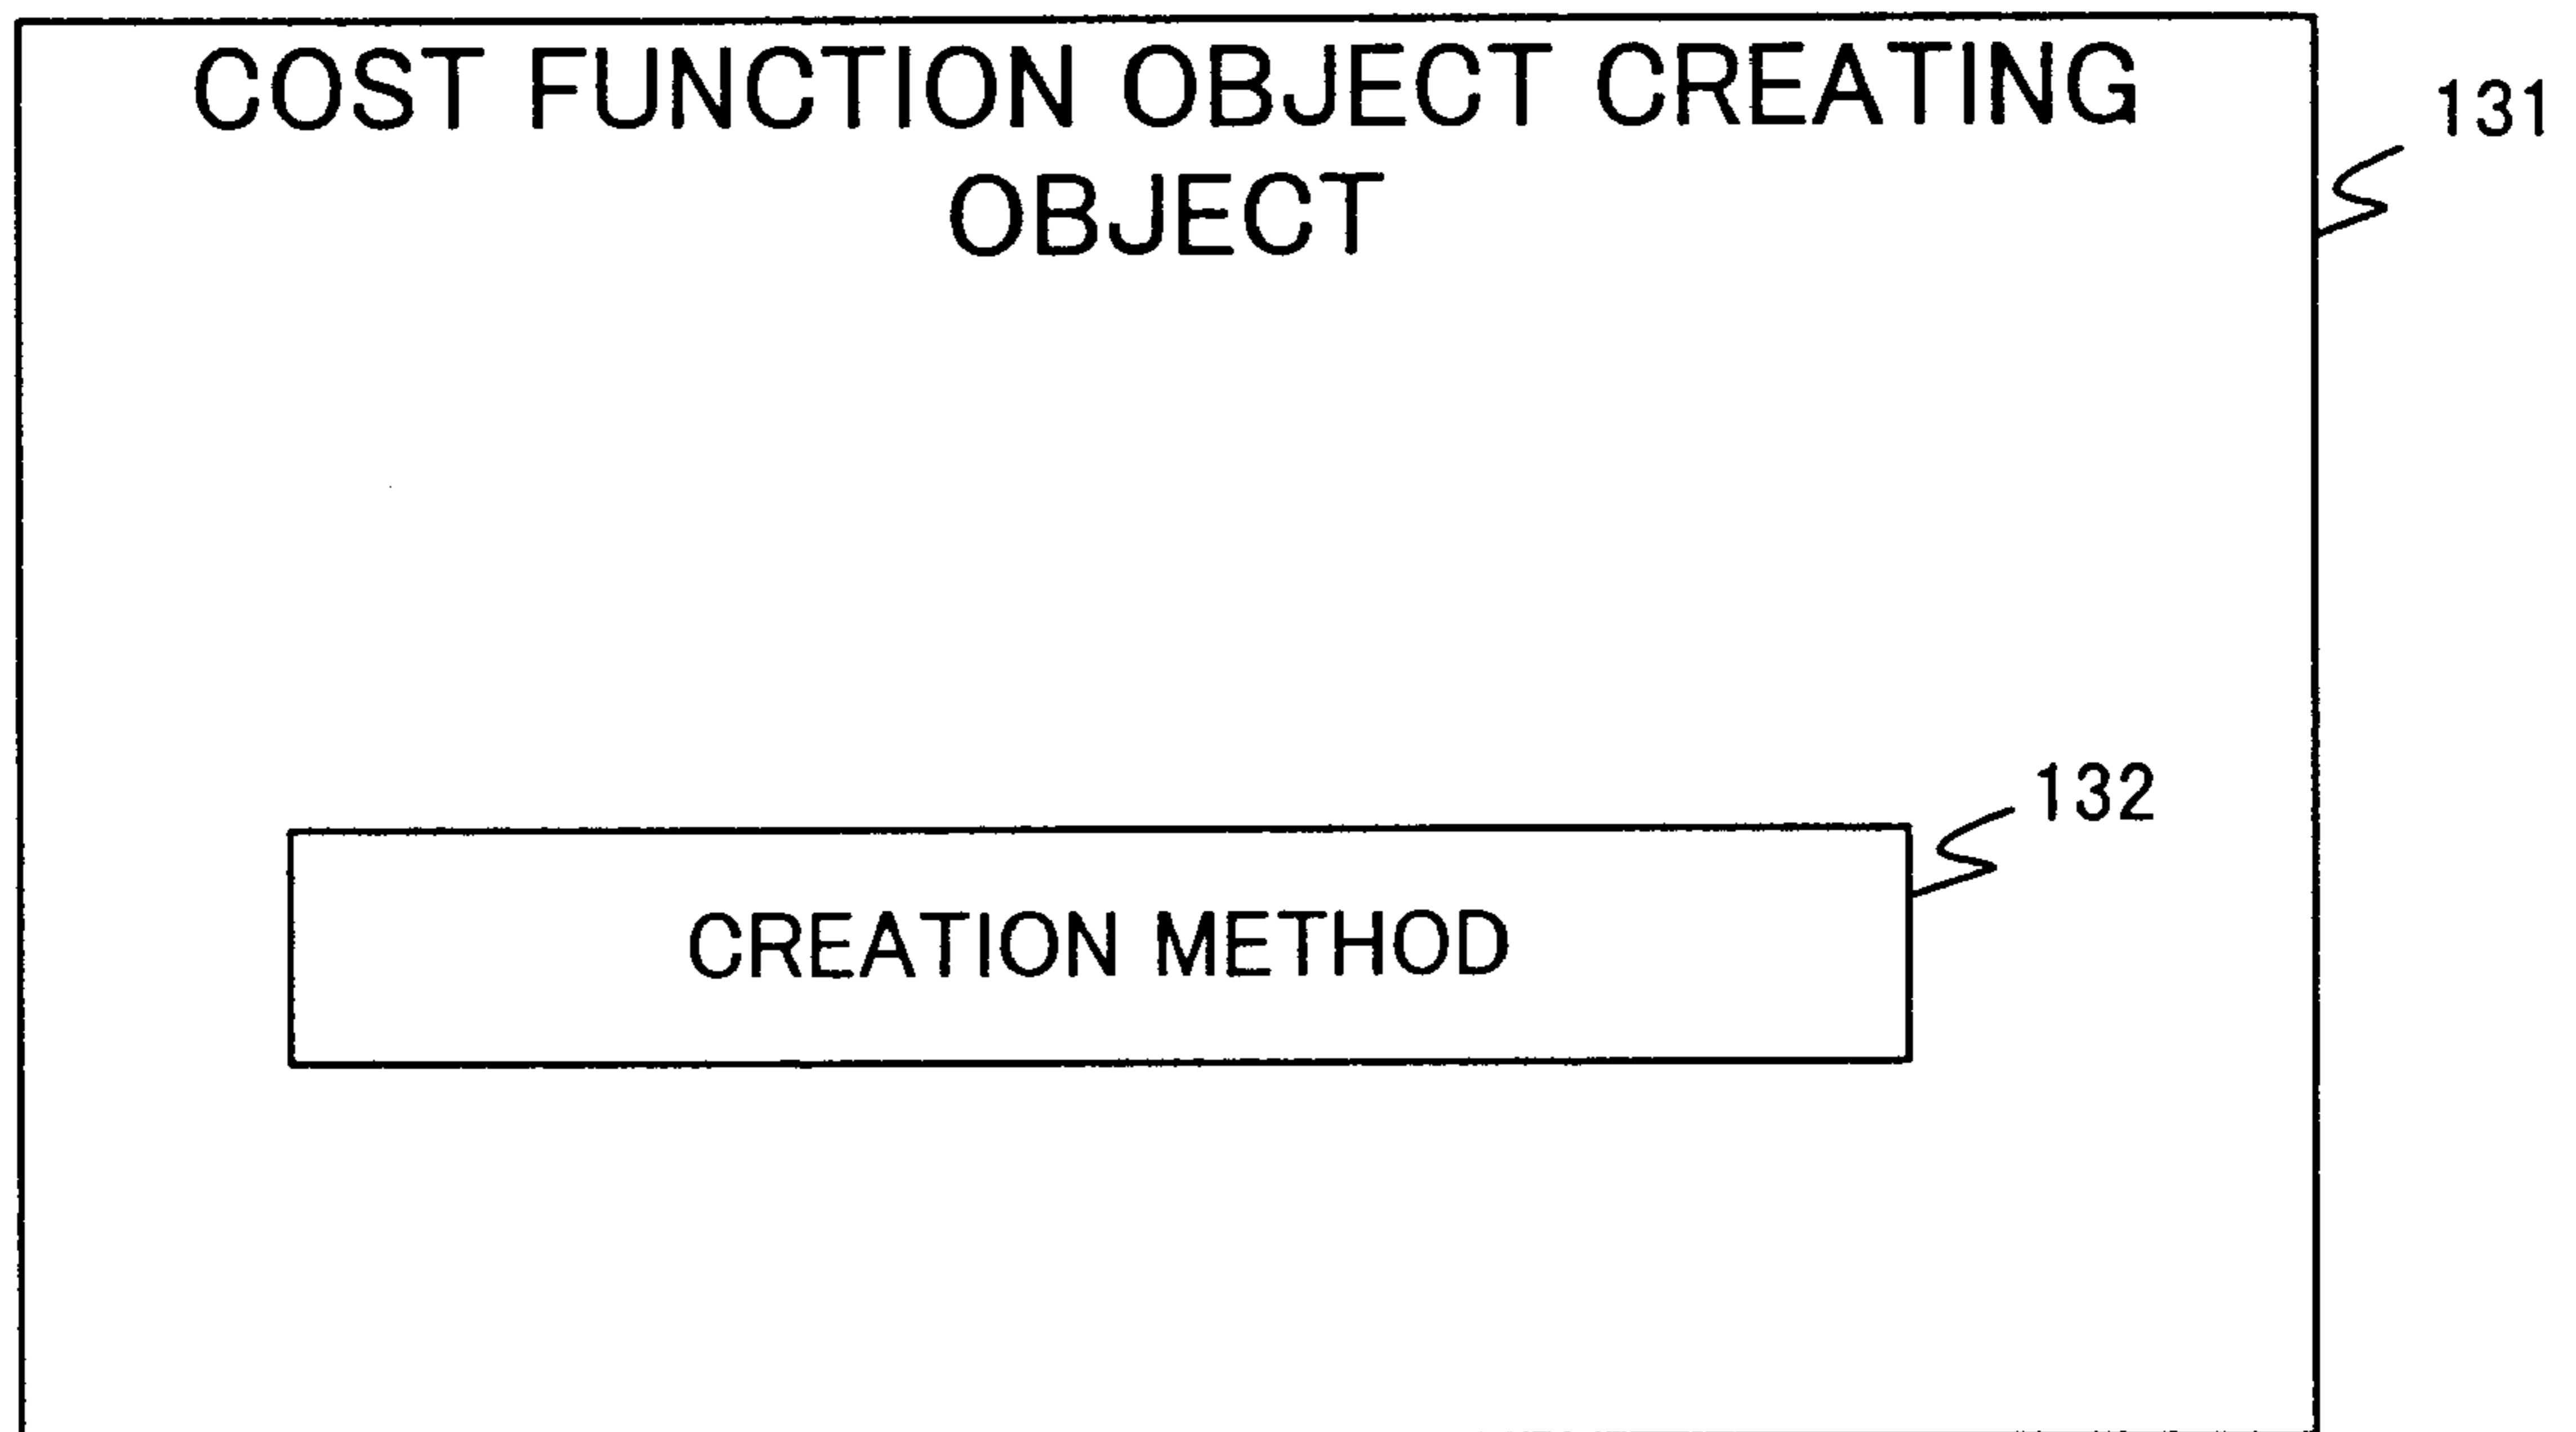 COST FUNCTION OBJECT CREATING
OBJECT
131
132
CREATION METHOD